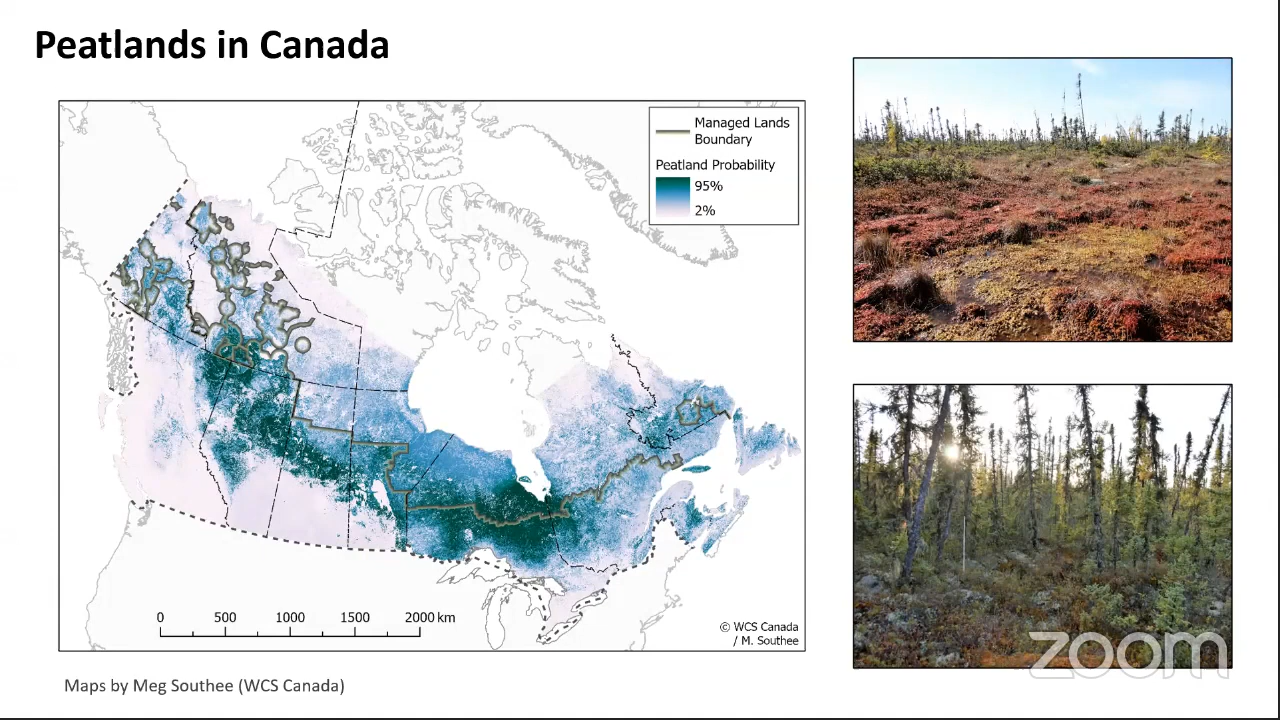 Peatlands in Canada
Managed Lands
Boundary
Peatland Probability
95%
2%
0 500 1000 1500 2000 km
© WCS Canada
/ M. Southee
Maps by Meg Southee (WCS Canada)
zoom